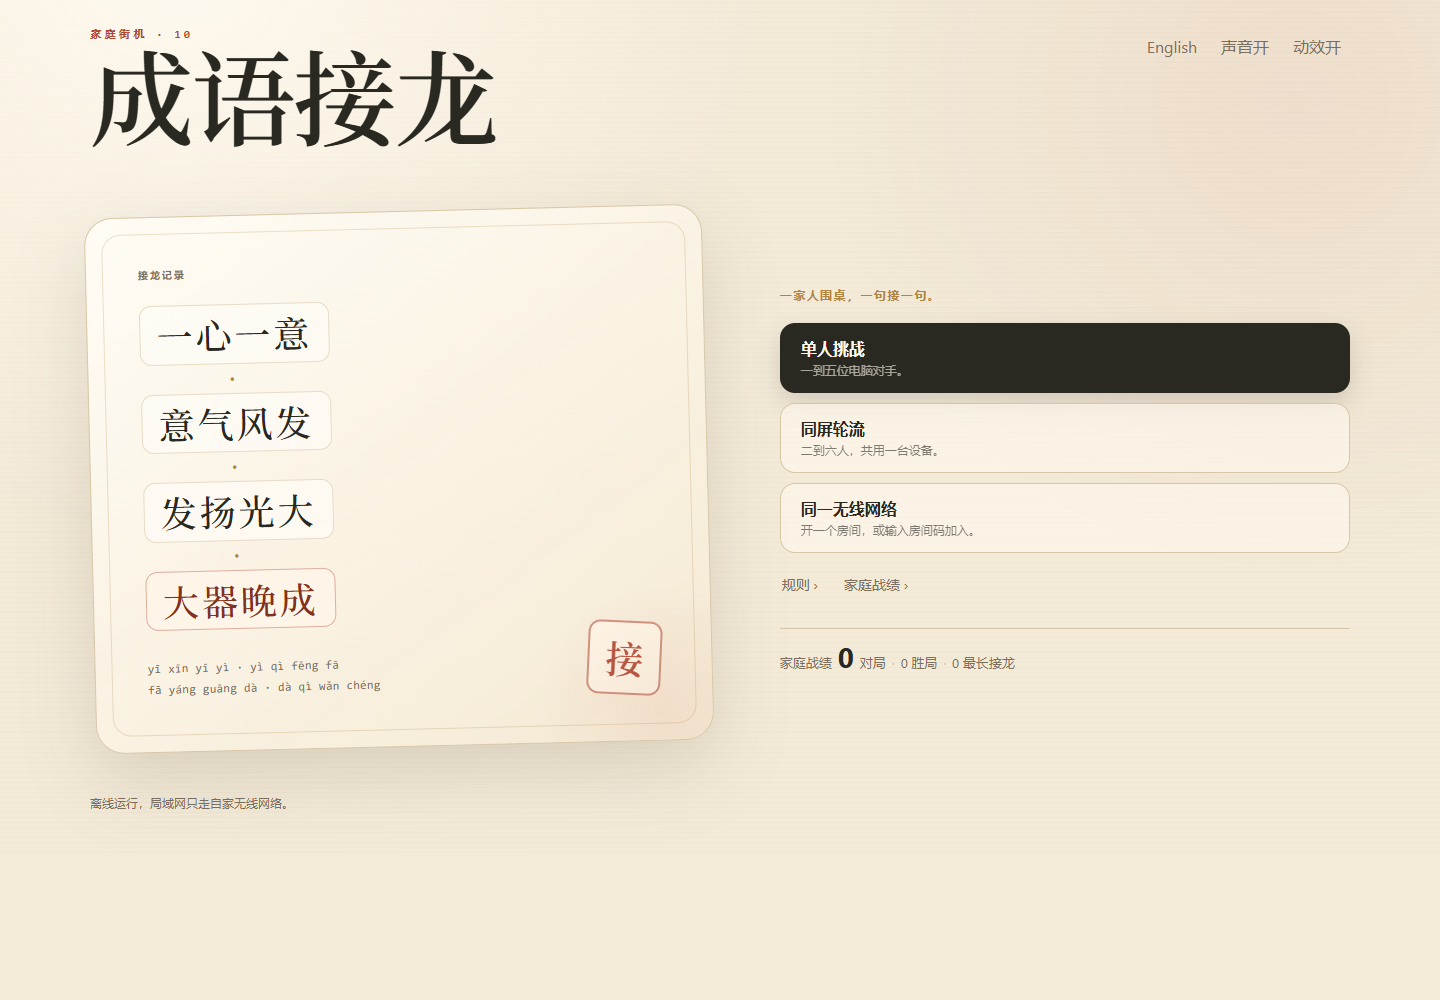 家庭街机 · 10
成语接龙
English 声音开 动效开
接龙记录
一心一意
意气风发
发扬光大
大器晚成
yī xīn yī yì · yì qì fēng fā
fā yáng guāng dà · dà qì wǎn chéng
接
一家人围桌，一句接一句。
单人挑战
一到五位电脑对手。
同屏轮流
二到六人，共用一台设备。
同一无线网络
开一个房间，或输入房间码加入。
规则 › 家庭战绩 ›
家庭战绩 0 对局 · 0 胜局 · 0 最长接龙
离线运行，局域网只走自家无线网络。